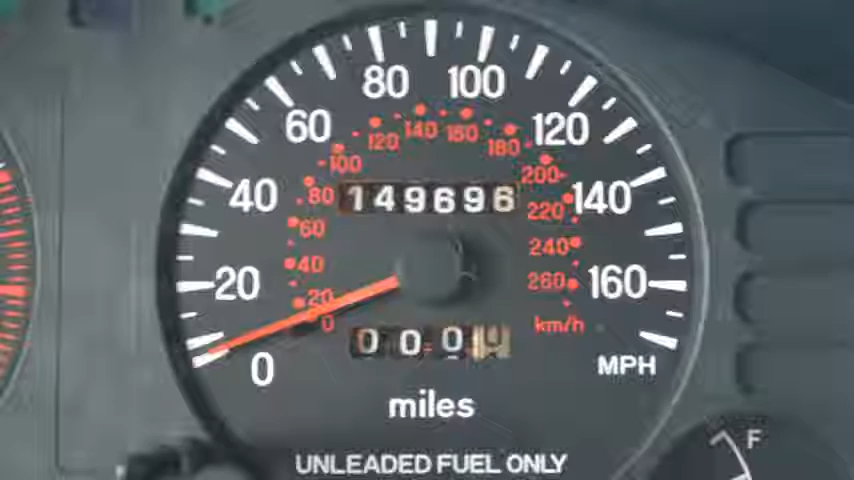 80 100
60 120
40 140
20 160
0
140 160
120 180
100 200
80 220
60 240
40 260
20
0 km/h
149696
000
MPH
miles
UNLEADED FUEL ONLY
F